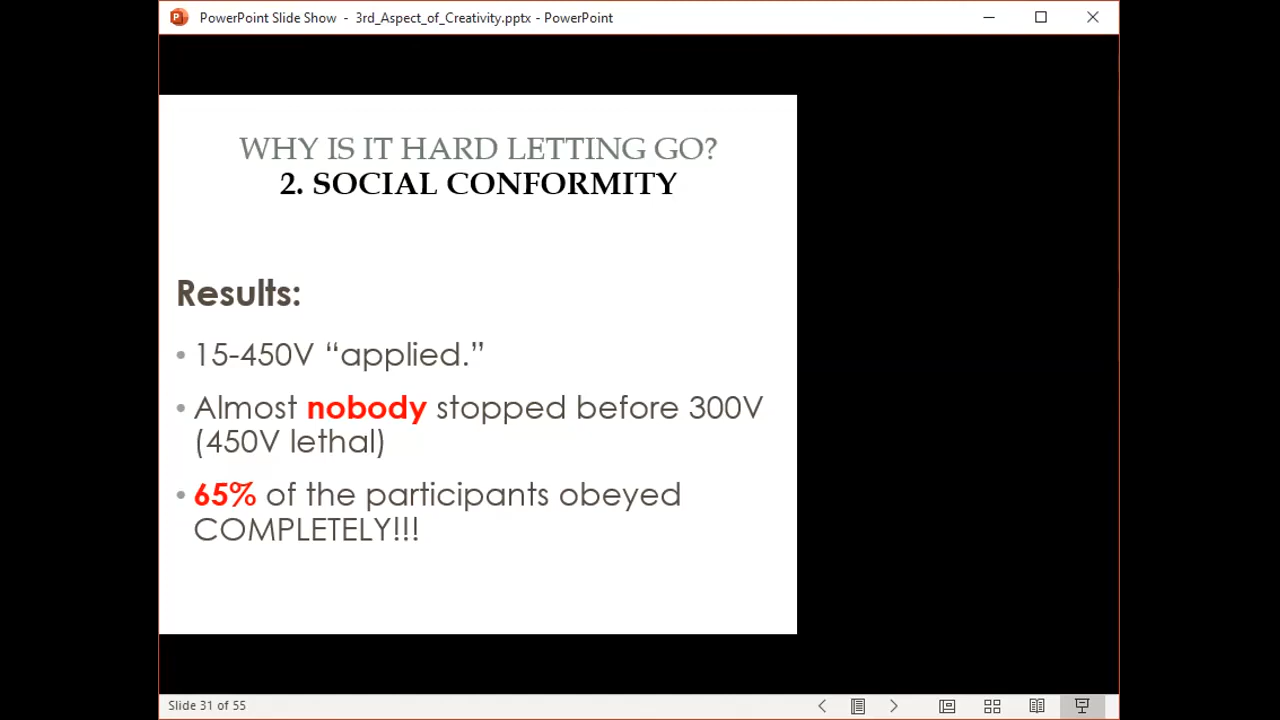 PowerPoint Slide Show - 3rd_Aspect_of_Creativity.pptx - PowerPoint
WHY IS IT HARD LETTING GO?
2. SOCIAL CONFORMITY
Results:
• 15-450V “applied.”
• Almost nobody stopped before 300V
(450V lethal)
• 65% of the participants obeyed
COMPLETELY!!!
Slide 31 of 55